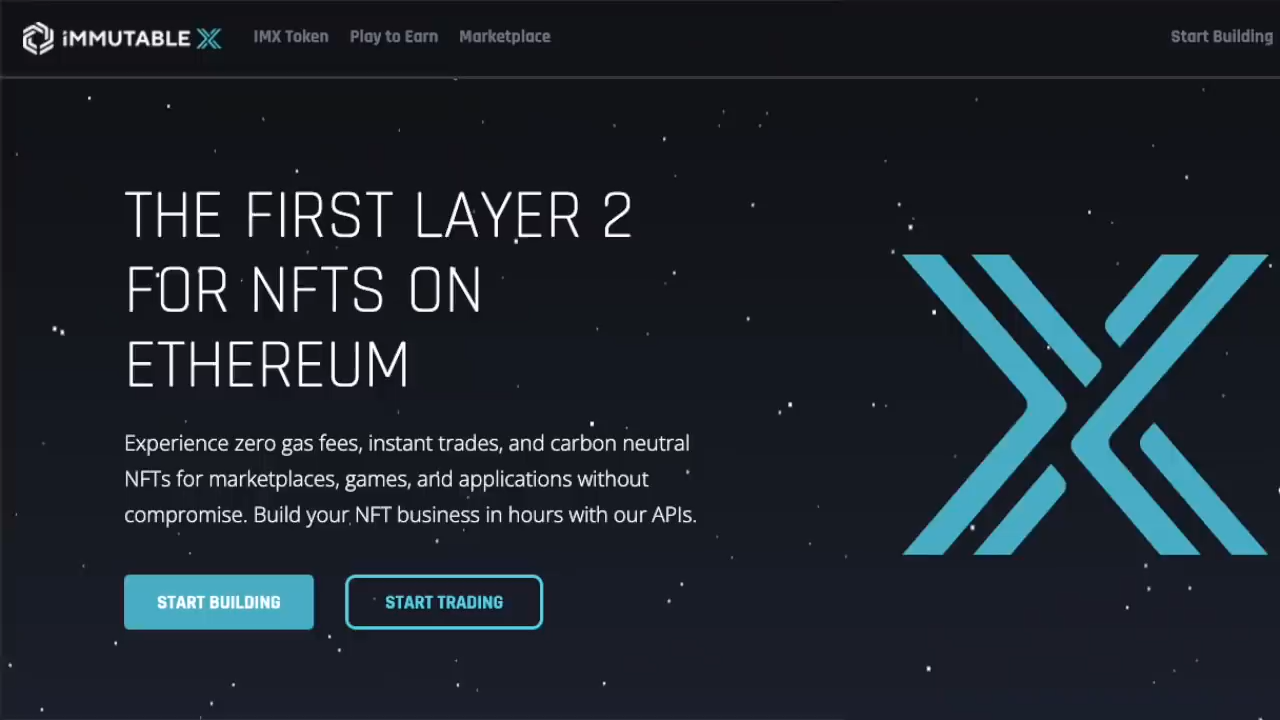 iMMUTABLE X
IMX Token
Play to Earn
Marketplace
Start Building
THE FIRST LAYER 2
FOR NFTS ON
ETHEREUM
Experience zero gas fees, instant trades, and carbon neutral
NFTs for marketplaces, games, and applications without
compromise. Build your NFT business in hours with our APIs.
START BUILDING
START TRADING